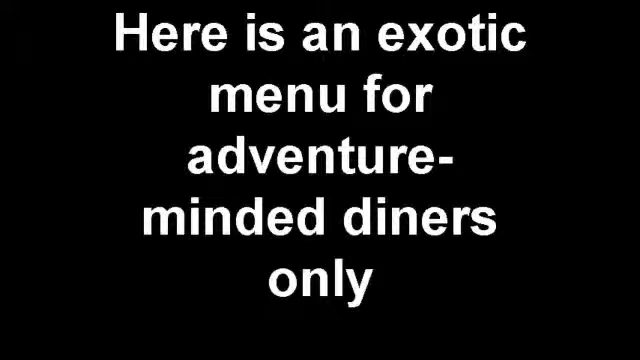 Here is an exotic
menu for
adventure-
minded diners
only